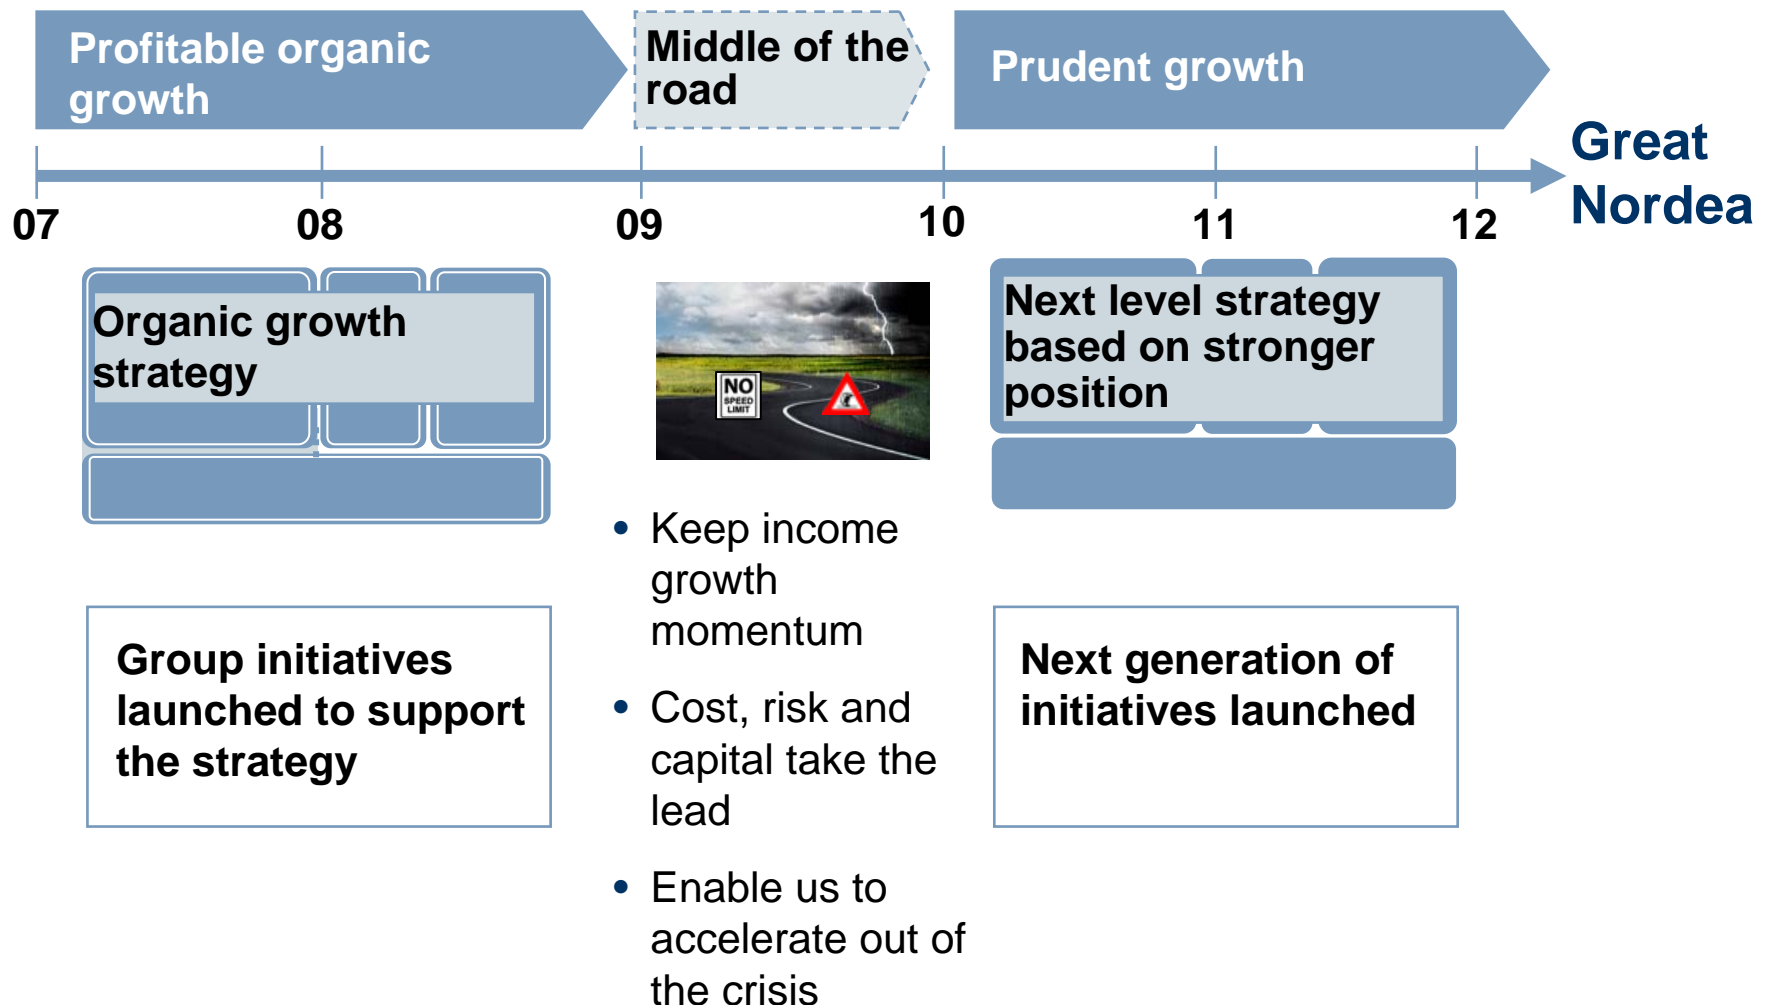 Profitable organic
growth
Middle of the
road
Prudent growth
Great
Nordea
07
08
09
10
11
12
Organic growth
strategy
NO
SPEED
LIMIT
Next level strategy
based on stronger
position
• Keep income
growth
momentum
• Cost, risk and
capital take the
lead
• Enable us to
accelerate out of
the crisis
Group initiatives
launched to support
the strategy
Next generation of
initiatives launched